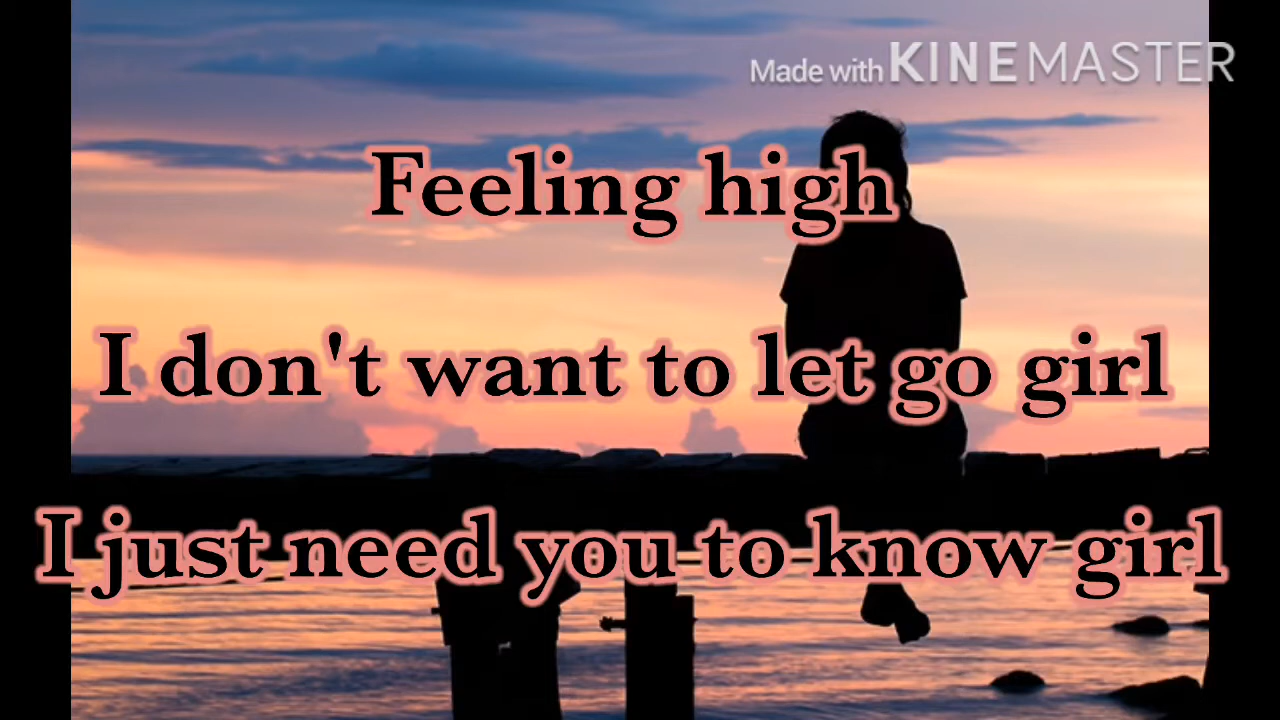 Made with KINEMASTER
Feeling high
I don't want to let go girl
I just need you to know girl